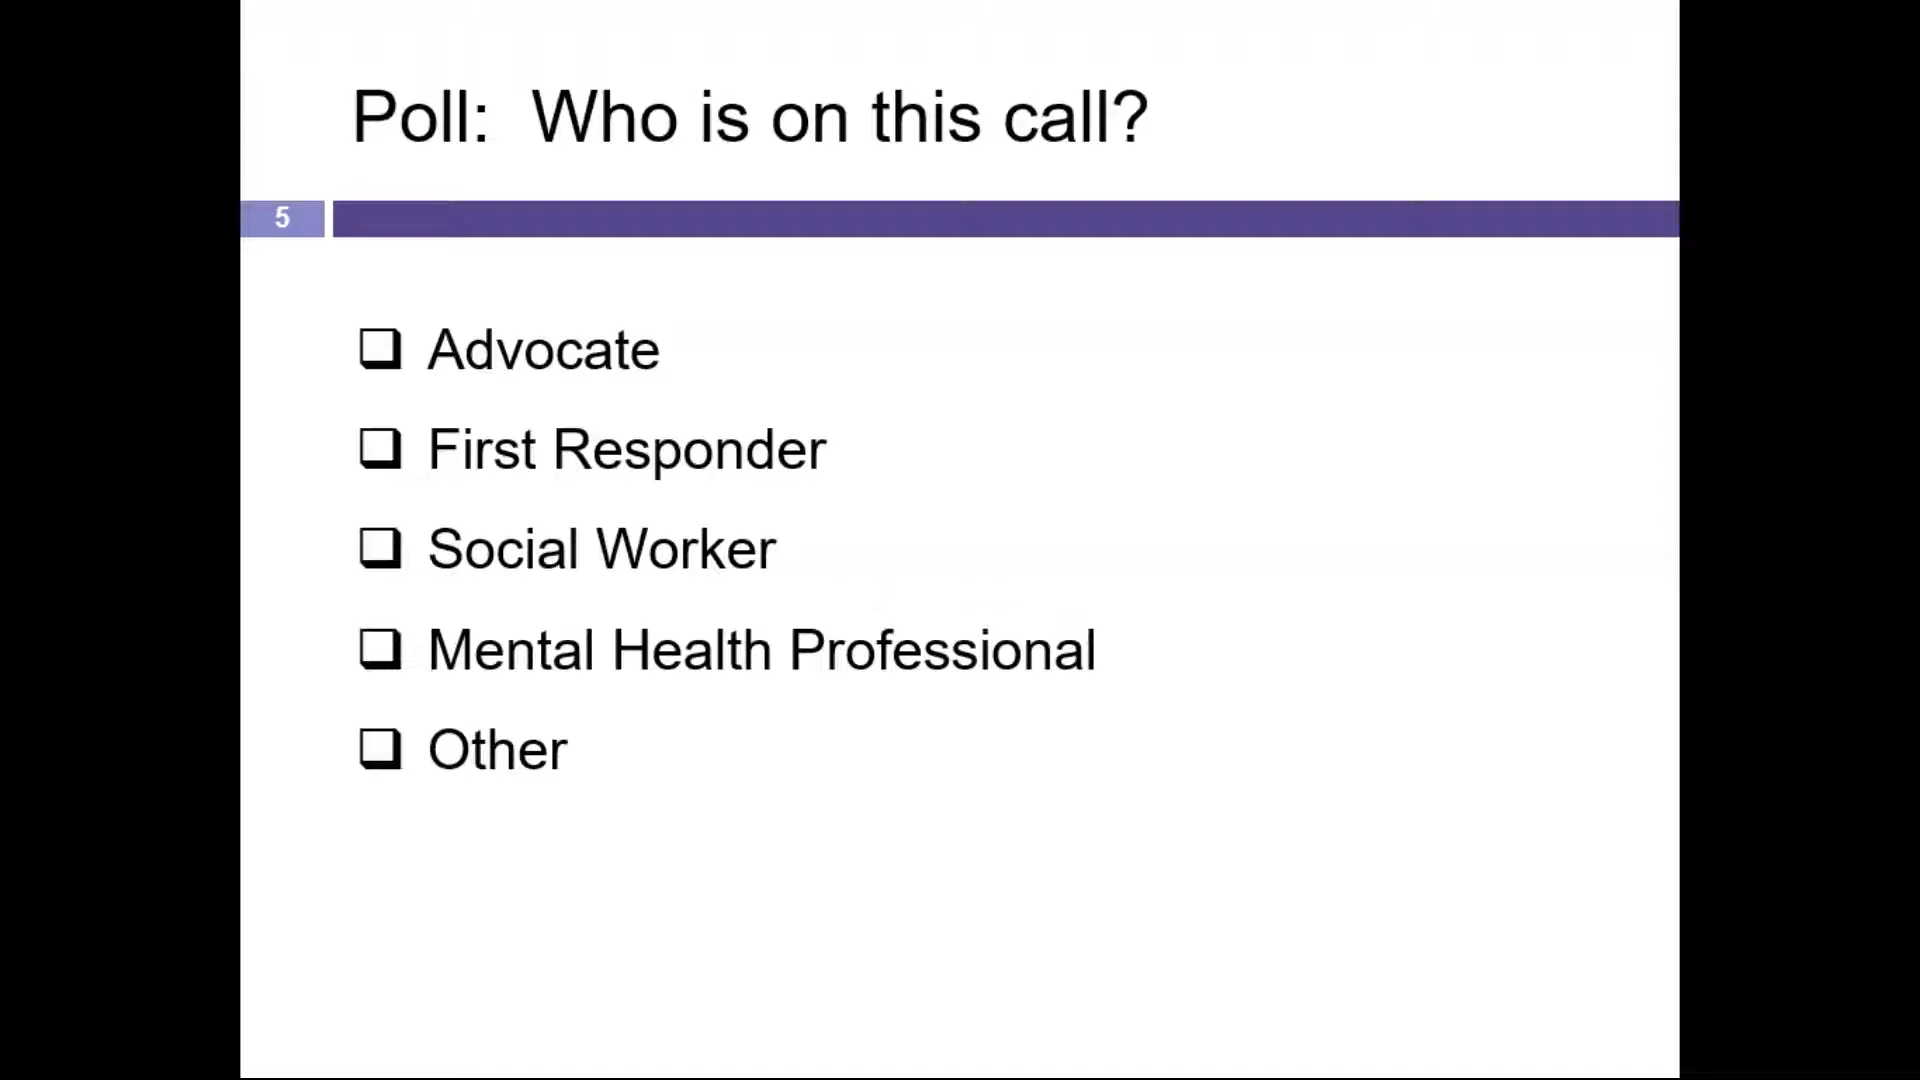 Poll:  Who is on this call?
5
Advocate
First Responder
Social Worker
Mental Health Professional
Other